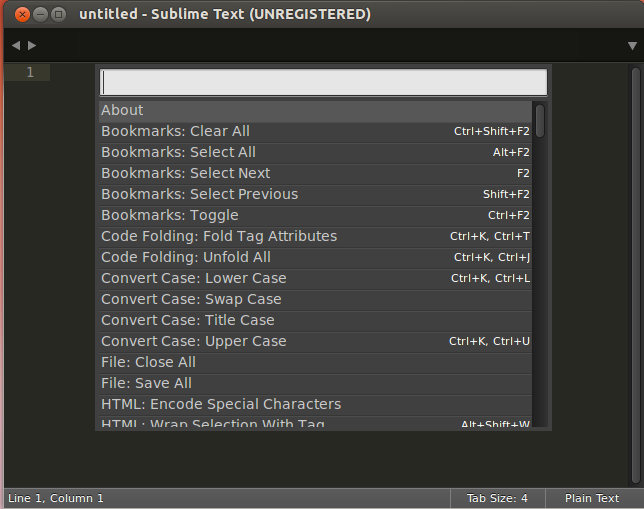 untitled - Sublime Text (UNREGISTERED)
1
About
Bookmarks: Clear All Ctrl+Shift+F2
Bookmarks: Select All Alt+F2
Bookmarks: Select Next F2
Bookmarks: Select Previous Shift+F2
Bookmarks: Toggle Ctrl+F2
Code Folding: Fold Tag Attributes Ctrl+K, Ctrl+T
Code Folding: Unfold All Ctrl+K, Ctrl+J
Convert Case: Lower Case Ctrl+K, Ctrl+L
Convert Case: Swap Case
Convert Case: Title Case
Convert Case: Upper Case Ctrl+K, Ctrl+U
File: Close All
File: Save All
HTML: Encode Special Characters
HTML: Wrap Selection With Tag Alt+Shift+W
Line 1, Column 1 Tab Size: 4 Plain Text